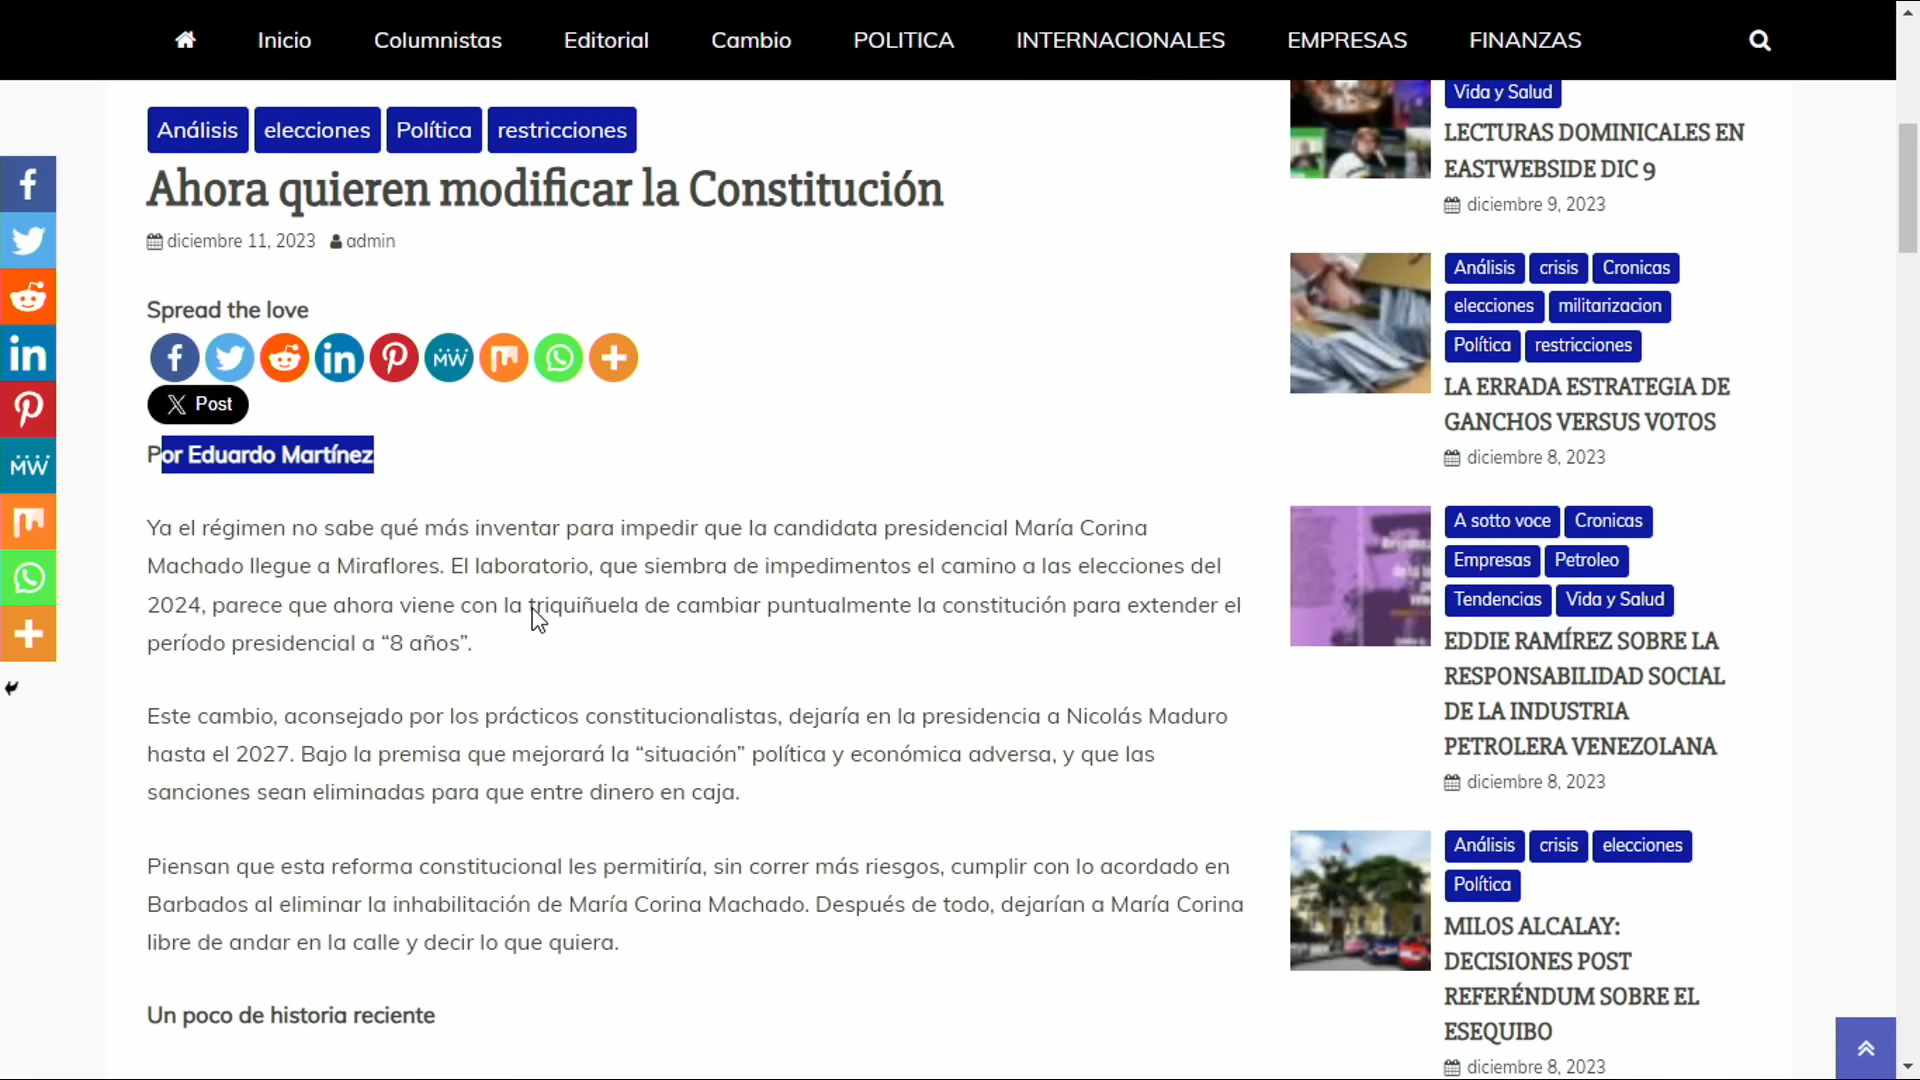 Inicio Columnistas Editorial Cambio POLITICA INTERNACIONALES EMPRESAS FINANZAS
Análisis elecciones Política restricciones
Ahora quieren modificar la Constitución
diciembre 11, 2023 admin
Spread the love
MW
X Post
Por Eduardo Martínez
Ya el régimen no sabe qué más inventar para impedir que la candidata presidencial María Corina
Machado llegue a Miraflores. El laboratorio, que siembra de impedimentos el camino a las elecciones del
2024, parece que ahora viene con la triquiñuela de cambiar puntualmente la constitución para extender el
período presidencial a “8 años”.
Este cambio, aconsejado por los prácticos constitucionalistas, dejaría en la presidencia a Nicolás Maduro
hasta el 2027. Bajo la premisa que mejorará la “situación” política y económica adversa, y que las
sanciones sean eliminadas para que entre dinero en caja.
Piensan que esta reforma constitucional les permitiría, sin correr más riesgos, cumplir con lo acordado en
Barbados al eliminar la inhabilitación de María Corina Machado. Después de todo, dejarían a María Corina
libre de andar en la calle y decir lo que quiera.
Un poco de historia reciente
MW
Vida y Salud
LECTURAS DOMINICALES EN
EASTWEBSIDE DIC 9
diciembre 9, 2023
Análisis crisis Cronicas
elecciones militarizacion
Política restricciones
LA ERRADA ESTRATEGIA DE
GANCHOS VERSUS VOTOS
diciembre 8, 2023
A sotto voce Cronicas
Empresas Petroleo
Tendencias Vida y Salud
EDDIE RAMÍREZ SOBRE LA
RESPONSABILIDAD SOCIAL
DE LA INDUSTRIA
PETROLERA VENEZOLANA
diciembre 8, 2023
Análisis crisis elecciones
Política
MILOS ALCALAY:
DECISIONES POST
REFERÉNDUM SOBRE EL
ESEQUIBO
diciembre 8, 2023